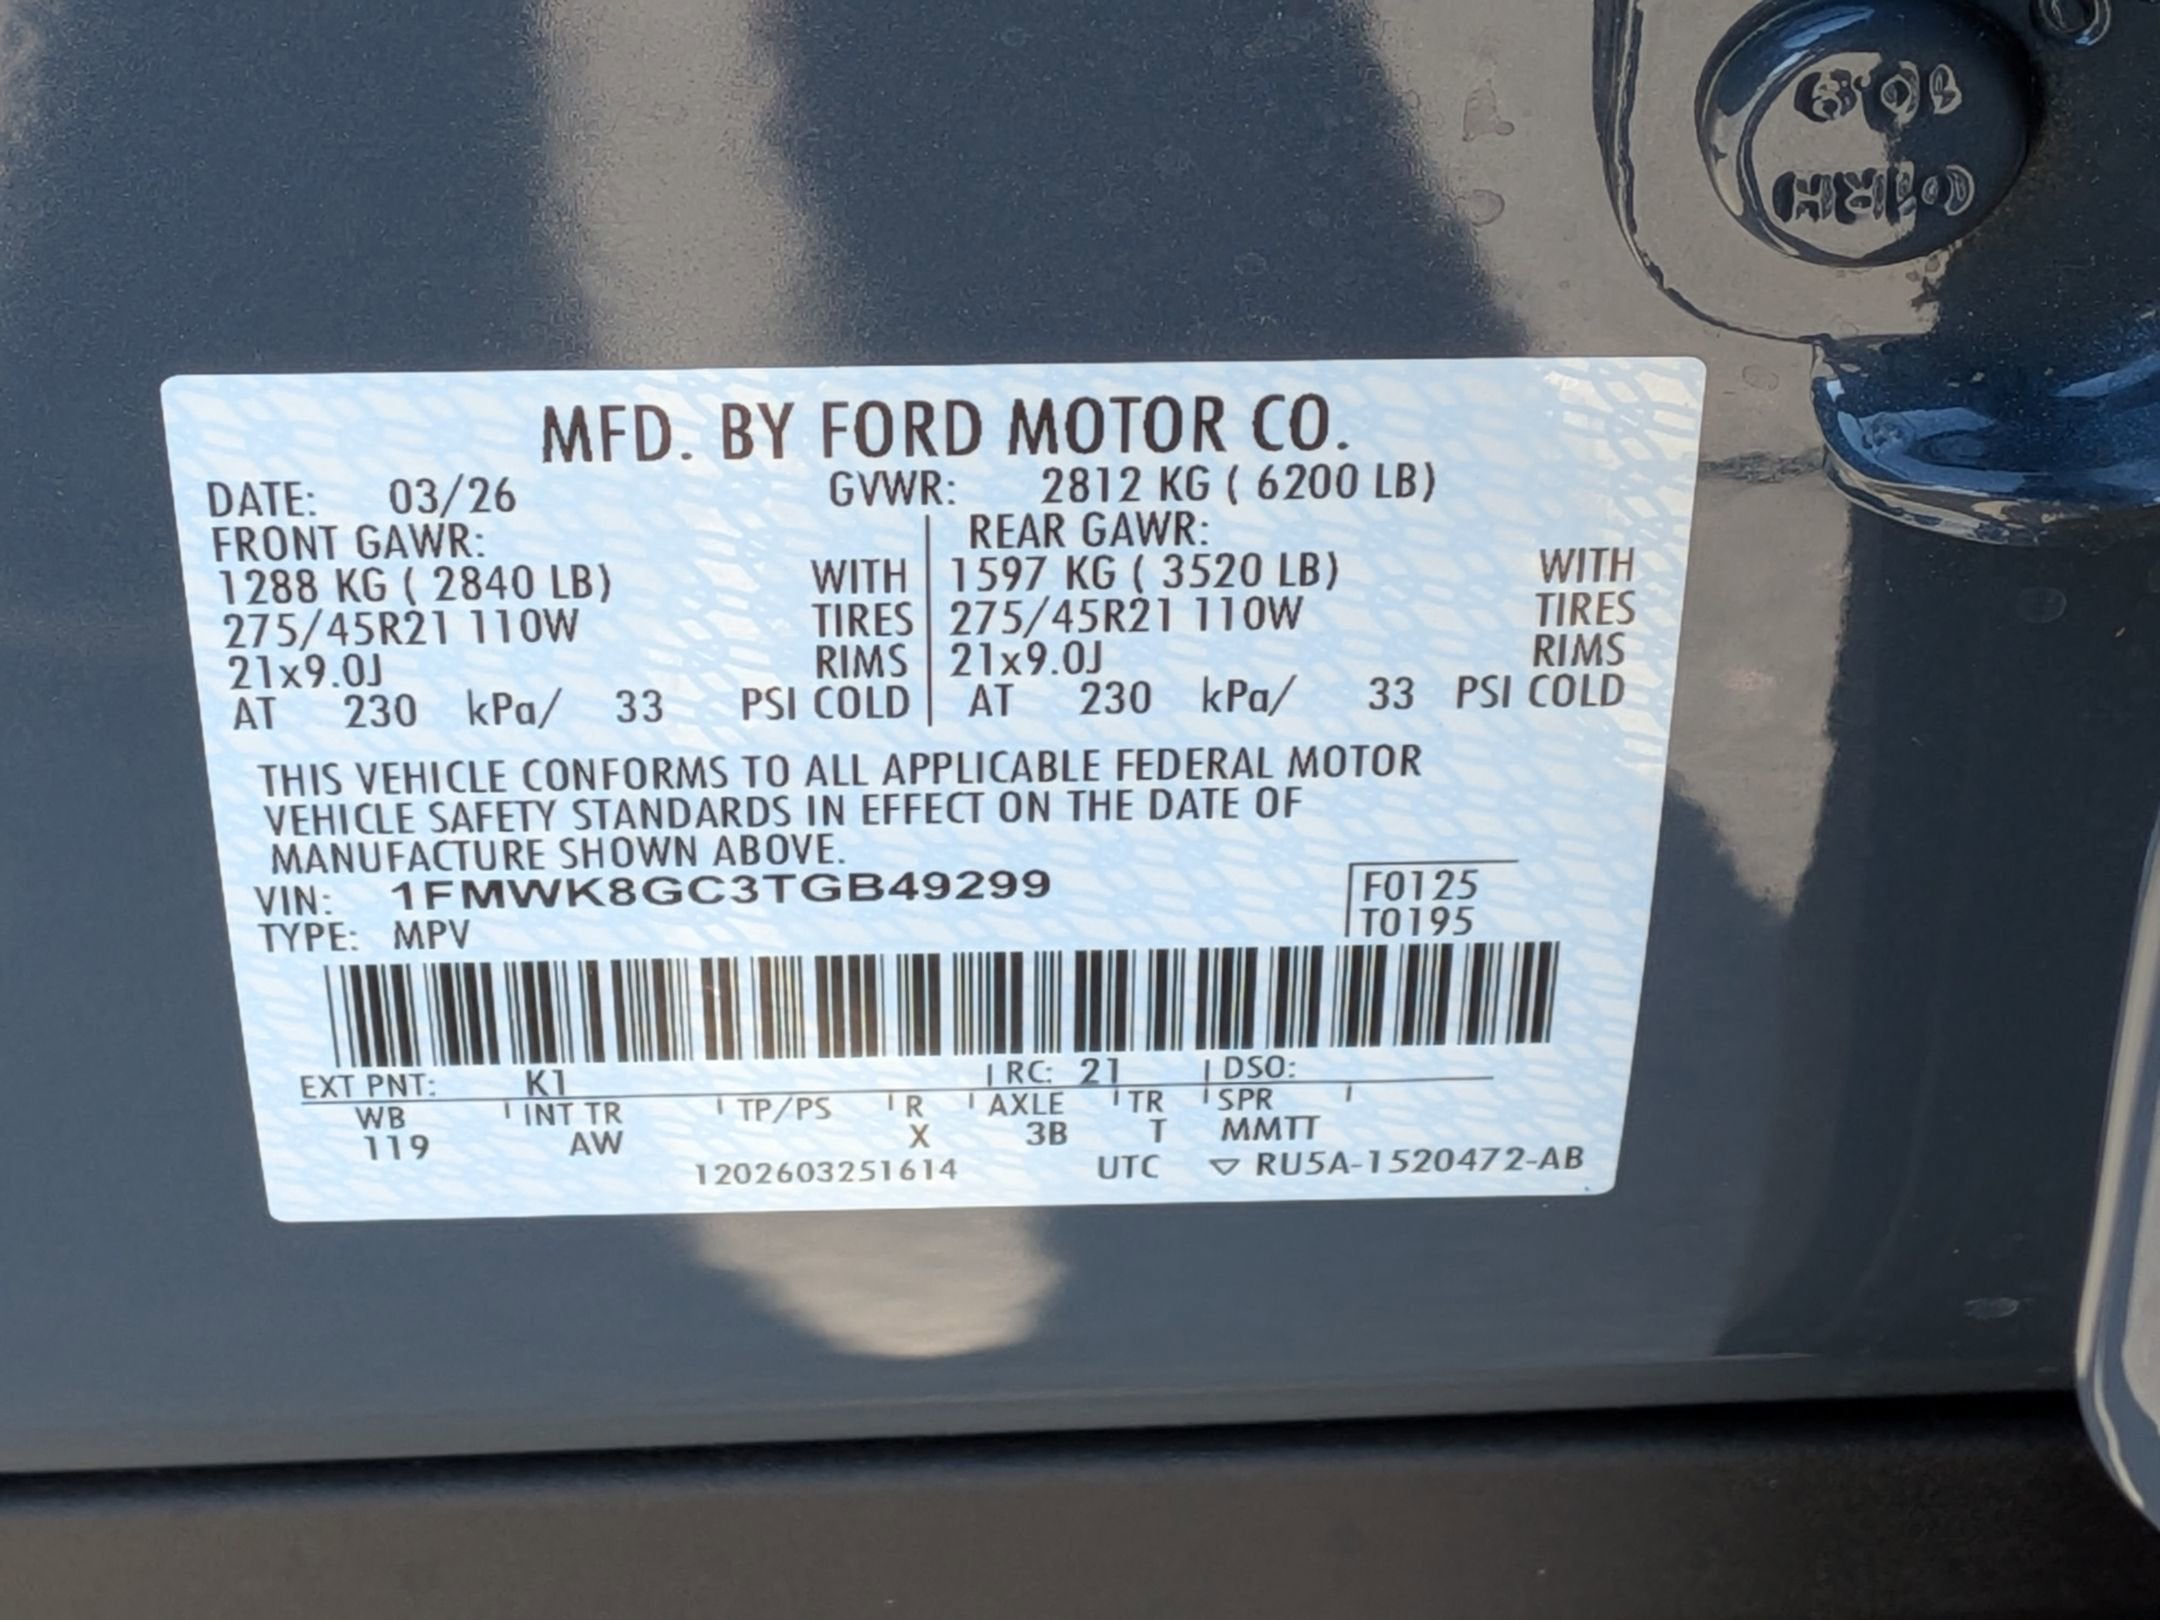 MFD. BY FORD MOTOR CO.
DATE: 03/26 GVWR: 2812 KG ( 6200 LB)
FRONT GAWR: REAR GAWR:
1288 KG ( 2840 LB) WITH 1597 KG ( 3520 LB) WITH
275/45R21 110W TIRES 275/45R21 110W TIRES
21x9.0J RIMS 21x9.0J RIMS
AT 230 kPa/ 33 PSI COLD AT 230 kPa/ 33 PSI COLD
THIS VEHICLE CONFORMS TO ALL APPLICABLE FEDERAL MOTOR
VEHICLE SAFETY STANDARDS IN EFFECT ON THE DATE OF
MANUFACTURE SHOWN ABOVE.
VIN: 1FMWK8GC3TGB49299 F0125
TYPE: MPV T0195
EXT PNT: K1 RC: 21 DSO:
WB INT TR TP/PS R AXLE TR SPR
119 AW X 3B T MMTT
1202603251614 UTC ▽ RU5A-1520472-AB